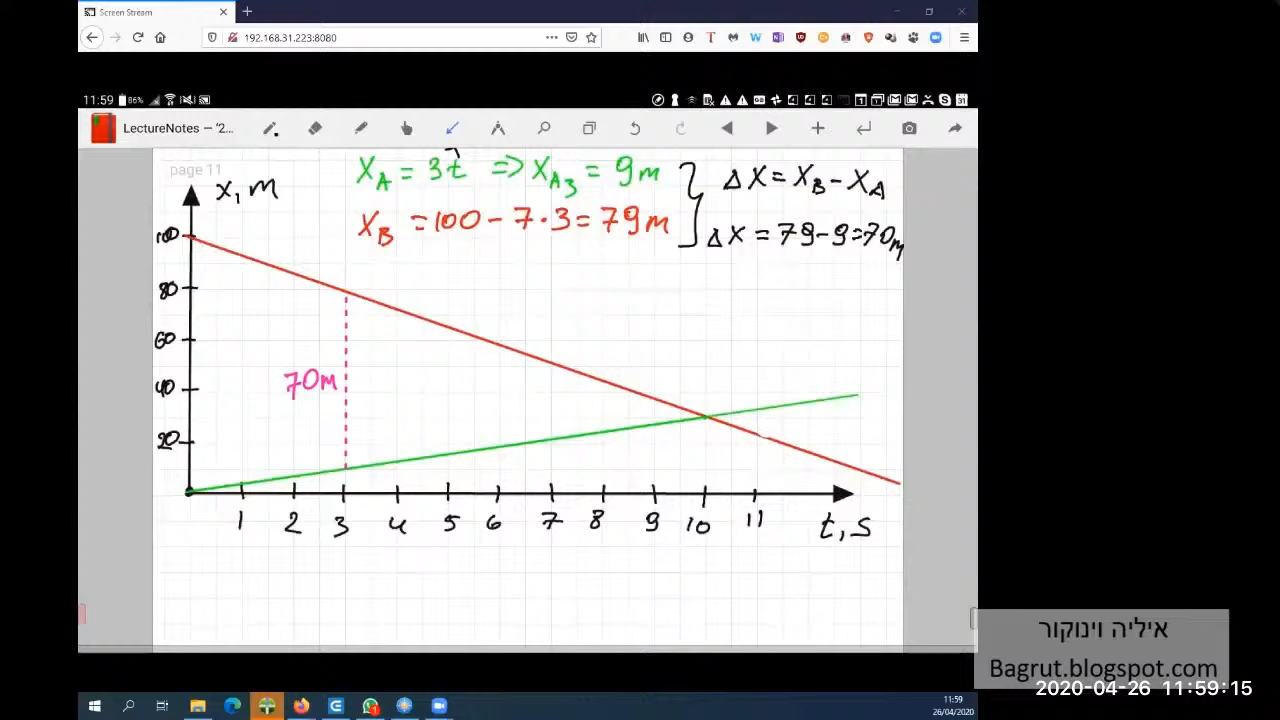 Screen Stream
192.168.31.223:8080
11:59 86%
LectureNotes — ‘2...
page 11
x, m
X_A = 3t => X_A3 = 9m
X_B = 100 - 7 · 3 = 79m
ΔX = X_B - X_A
ΔX = 79 - 9 = 70m
100
80
60
40
20
70m
1 2 3 4 5 6 7 8 9 10 11
t, s
איליה וינוקור
Bagrut.blogspot.com
2020-04-26 11:59:15
11:59
26/04/2020